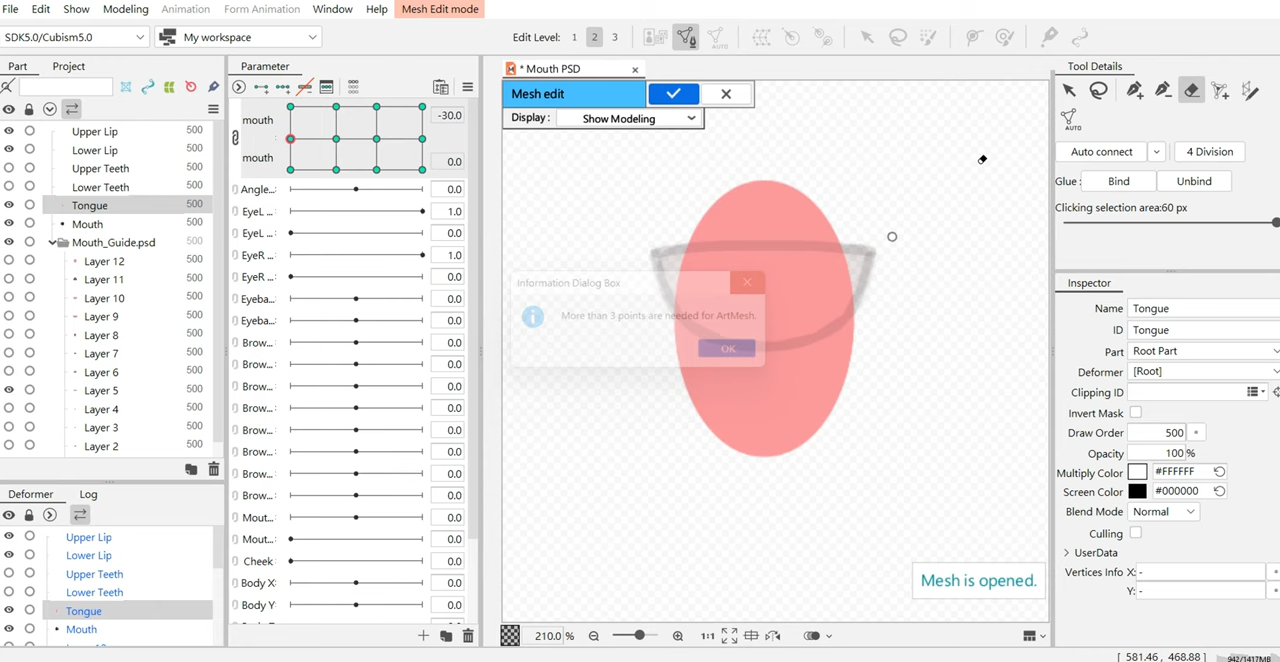 File Edit Show Modeling Animation Form Animation Window Help Mesh Edit mode
SDK5.0/Cubism5.0 My workspace Edit Level: 1 2 3
Part Project
Parameter
* Mouth PSD
Tool Details
Mesh edit
Display: Show Modeling
AUTO
Auto connect 4 Division
Glue: Bind Unbind
Clicking selection area:60 px
Upper Lip 500
Lower Lip 500
Upper Teeth 500
Lower Teeth 500
Tongue 500
Mouth 500
Mouth_Guide.psd 500
Layer 12 500
Layer 11 500
Layer 10 500
Layer 9 500
Layer 8 500
Layer 7 500
Layer 6 500
Layer 5 500
Layer 4 500
Layer 3 500
Layer 2 500
Deformer Log
Upper Lip
Lower Lip
Upper Teeth
Lower Teeth
Tongue
Mouth
mouth -30.0
mouth 0.0
Angle... 0.0
EyeL ... 1.0
EyeL ... 0.0
EyeR ... 1.0
EyeR ... 0.0
Eyeba... 0.0
Eyeba... 0.0
Brow... 0.0
Brow... 0.0
Brow... 0.0
Brow... 0.0
Brow... 0.0
Brow... 0.0
Brow... 0.0
Brow... 0.0
Mout... 0.0
Mout... 0.0
Cheek 0.0
Body X 0.0
Body Y 0.0
Information Dialog Box
More than 3 points are needed for ArtMesh.
OK
Mesh is opened.
210.0 % 1:1
Inspector
Name Tongue
ID Tongue
Part Root Part
Deformer [Root]
Clipping ID
Invert Mask
Draw Order 500
Opacity 100 %
Multiply Color #FFFFFF
Screen Color #000000
Blend Mode Normal
Culling
UserData
Vertices Info X: -
Y: -
[ 581.46, 468.88 ] 942/1417MB